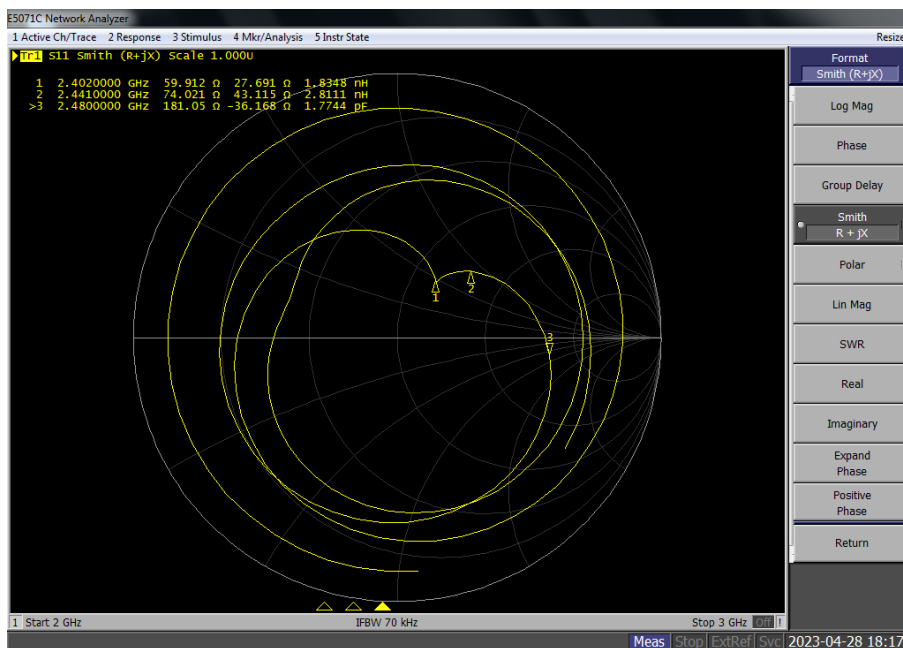 E5071C Network Analyzer
1 Active Ch/Trace 2 Response 3 Stimulus 4 Mkr/Analysis 5 Instr State
Resize
Tr1 S11 Smith (R+jX) Scale 1.000U
1 2.4020000 GHz 59.912 Ω 27.691 Ω 1.8348 nH
2 2.4410000 GHz 74.021 Ω 43.115 Ω 2.8111 nH
>3 2.4800000 GHz 181.05 Ω -36.168 Ω 1.7744 pF
1
2
3
Format
Smith (R+jX)
Log Mag
Phase
Group Delay
Smith
R + jX
Polar
Lin Mag
SWR
Real
Imaginary
Expand
Phase
Positive
Phase
Return
1 Start 2 GHz IFBW 70 kHz Stop 3 GHz Off !
Meas Stop ExtRef Svc 2023-04-28 18:17